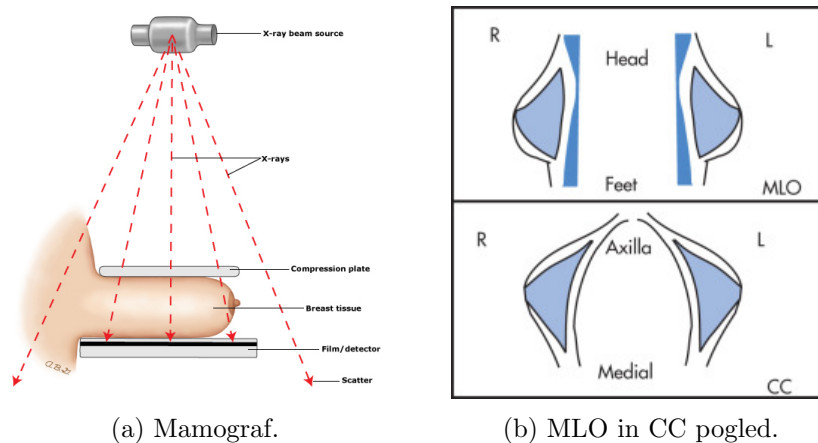 X-ray beam source
X-rays
Compression plate
Breast tissue
Film/detector
Scatter
(a) Mamograf.
R
L
Head
Feet
MLO
R
L
Axilla
Medial
CC
(b) MLO in CC pogled.